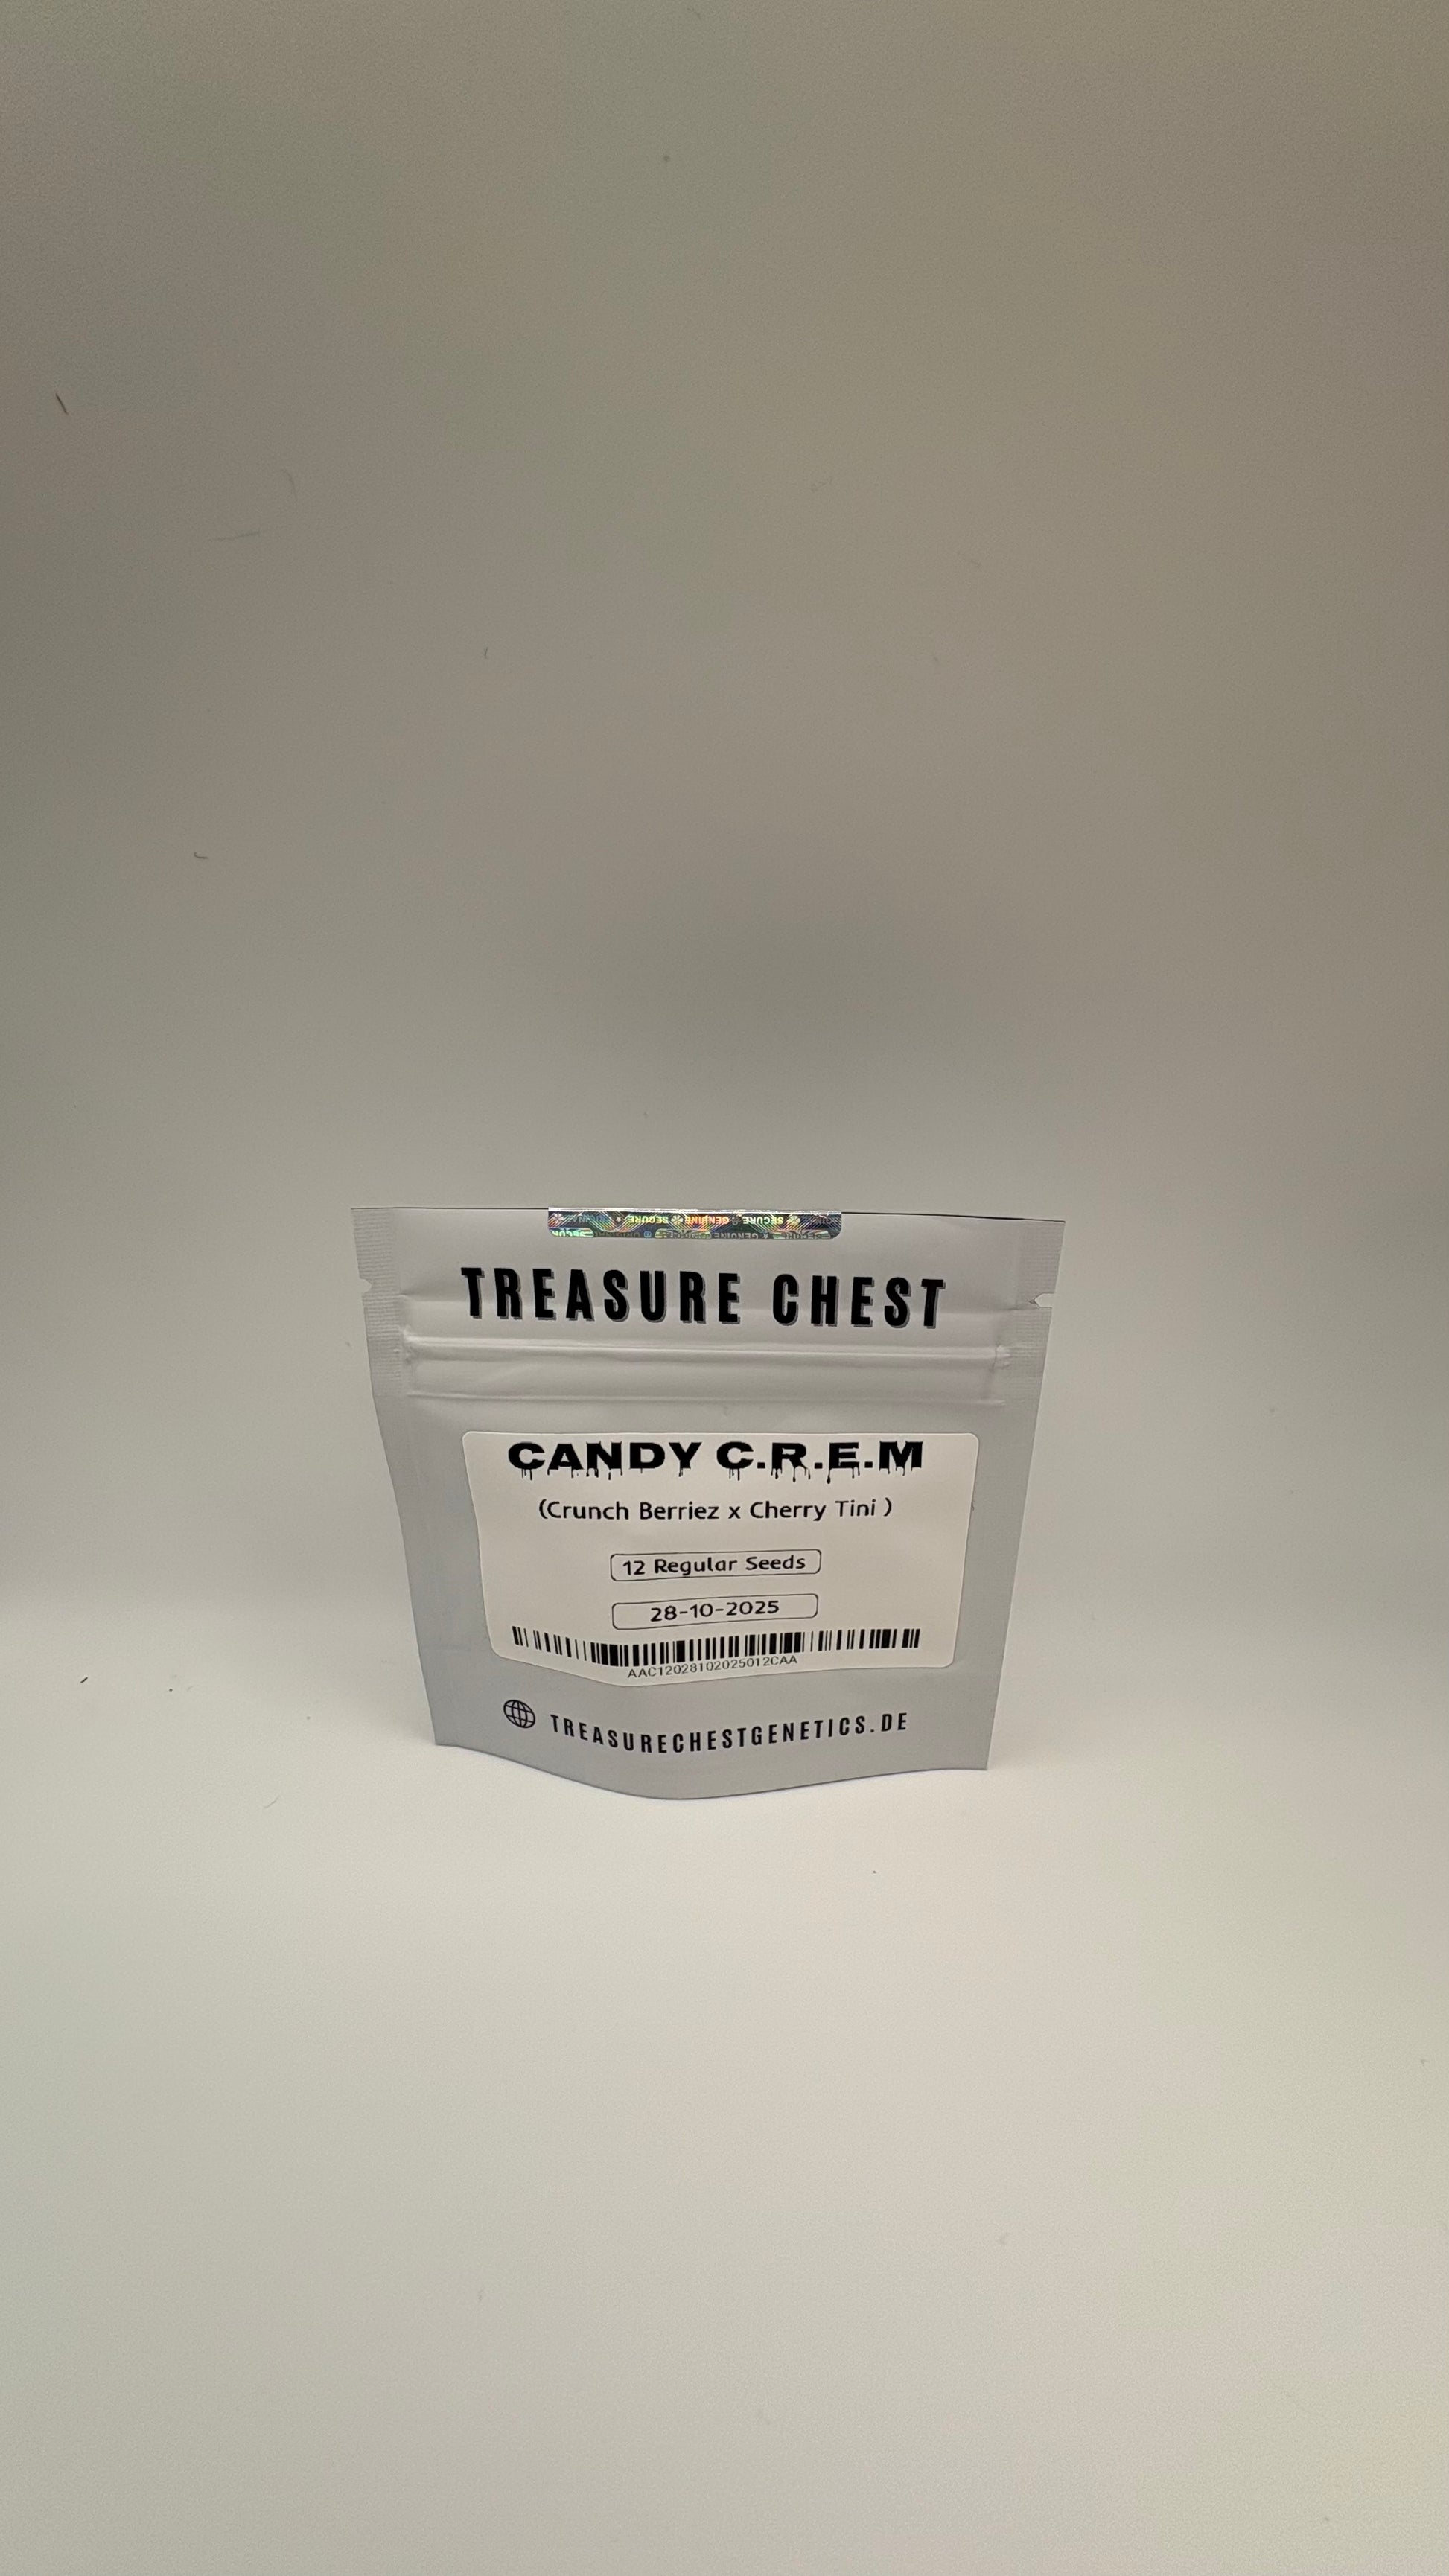 TREASURE CHEST
CANDY C.R.E.M
(Crunch Berriez x Cherry Tini )
12 Regular Seeds
28-10-2025
AAC12028102025012CAA
TREASURECHESTGENETICS.DE